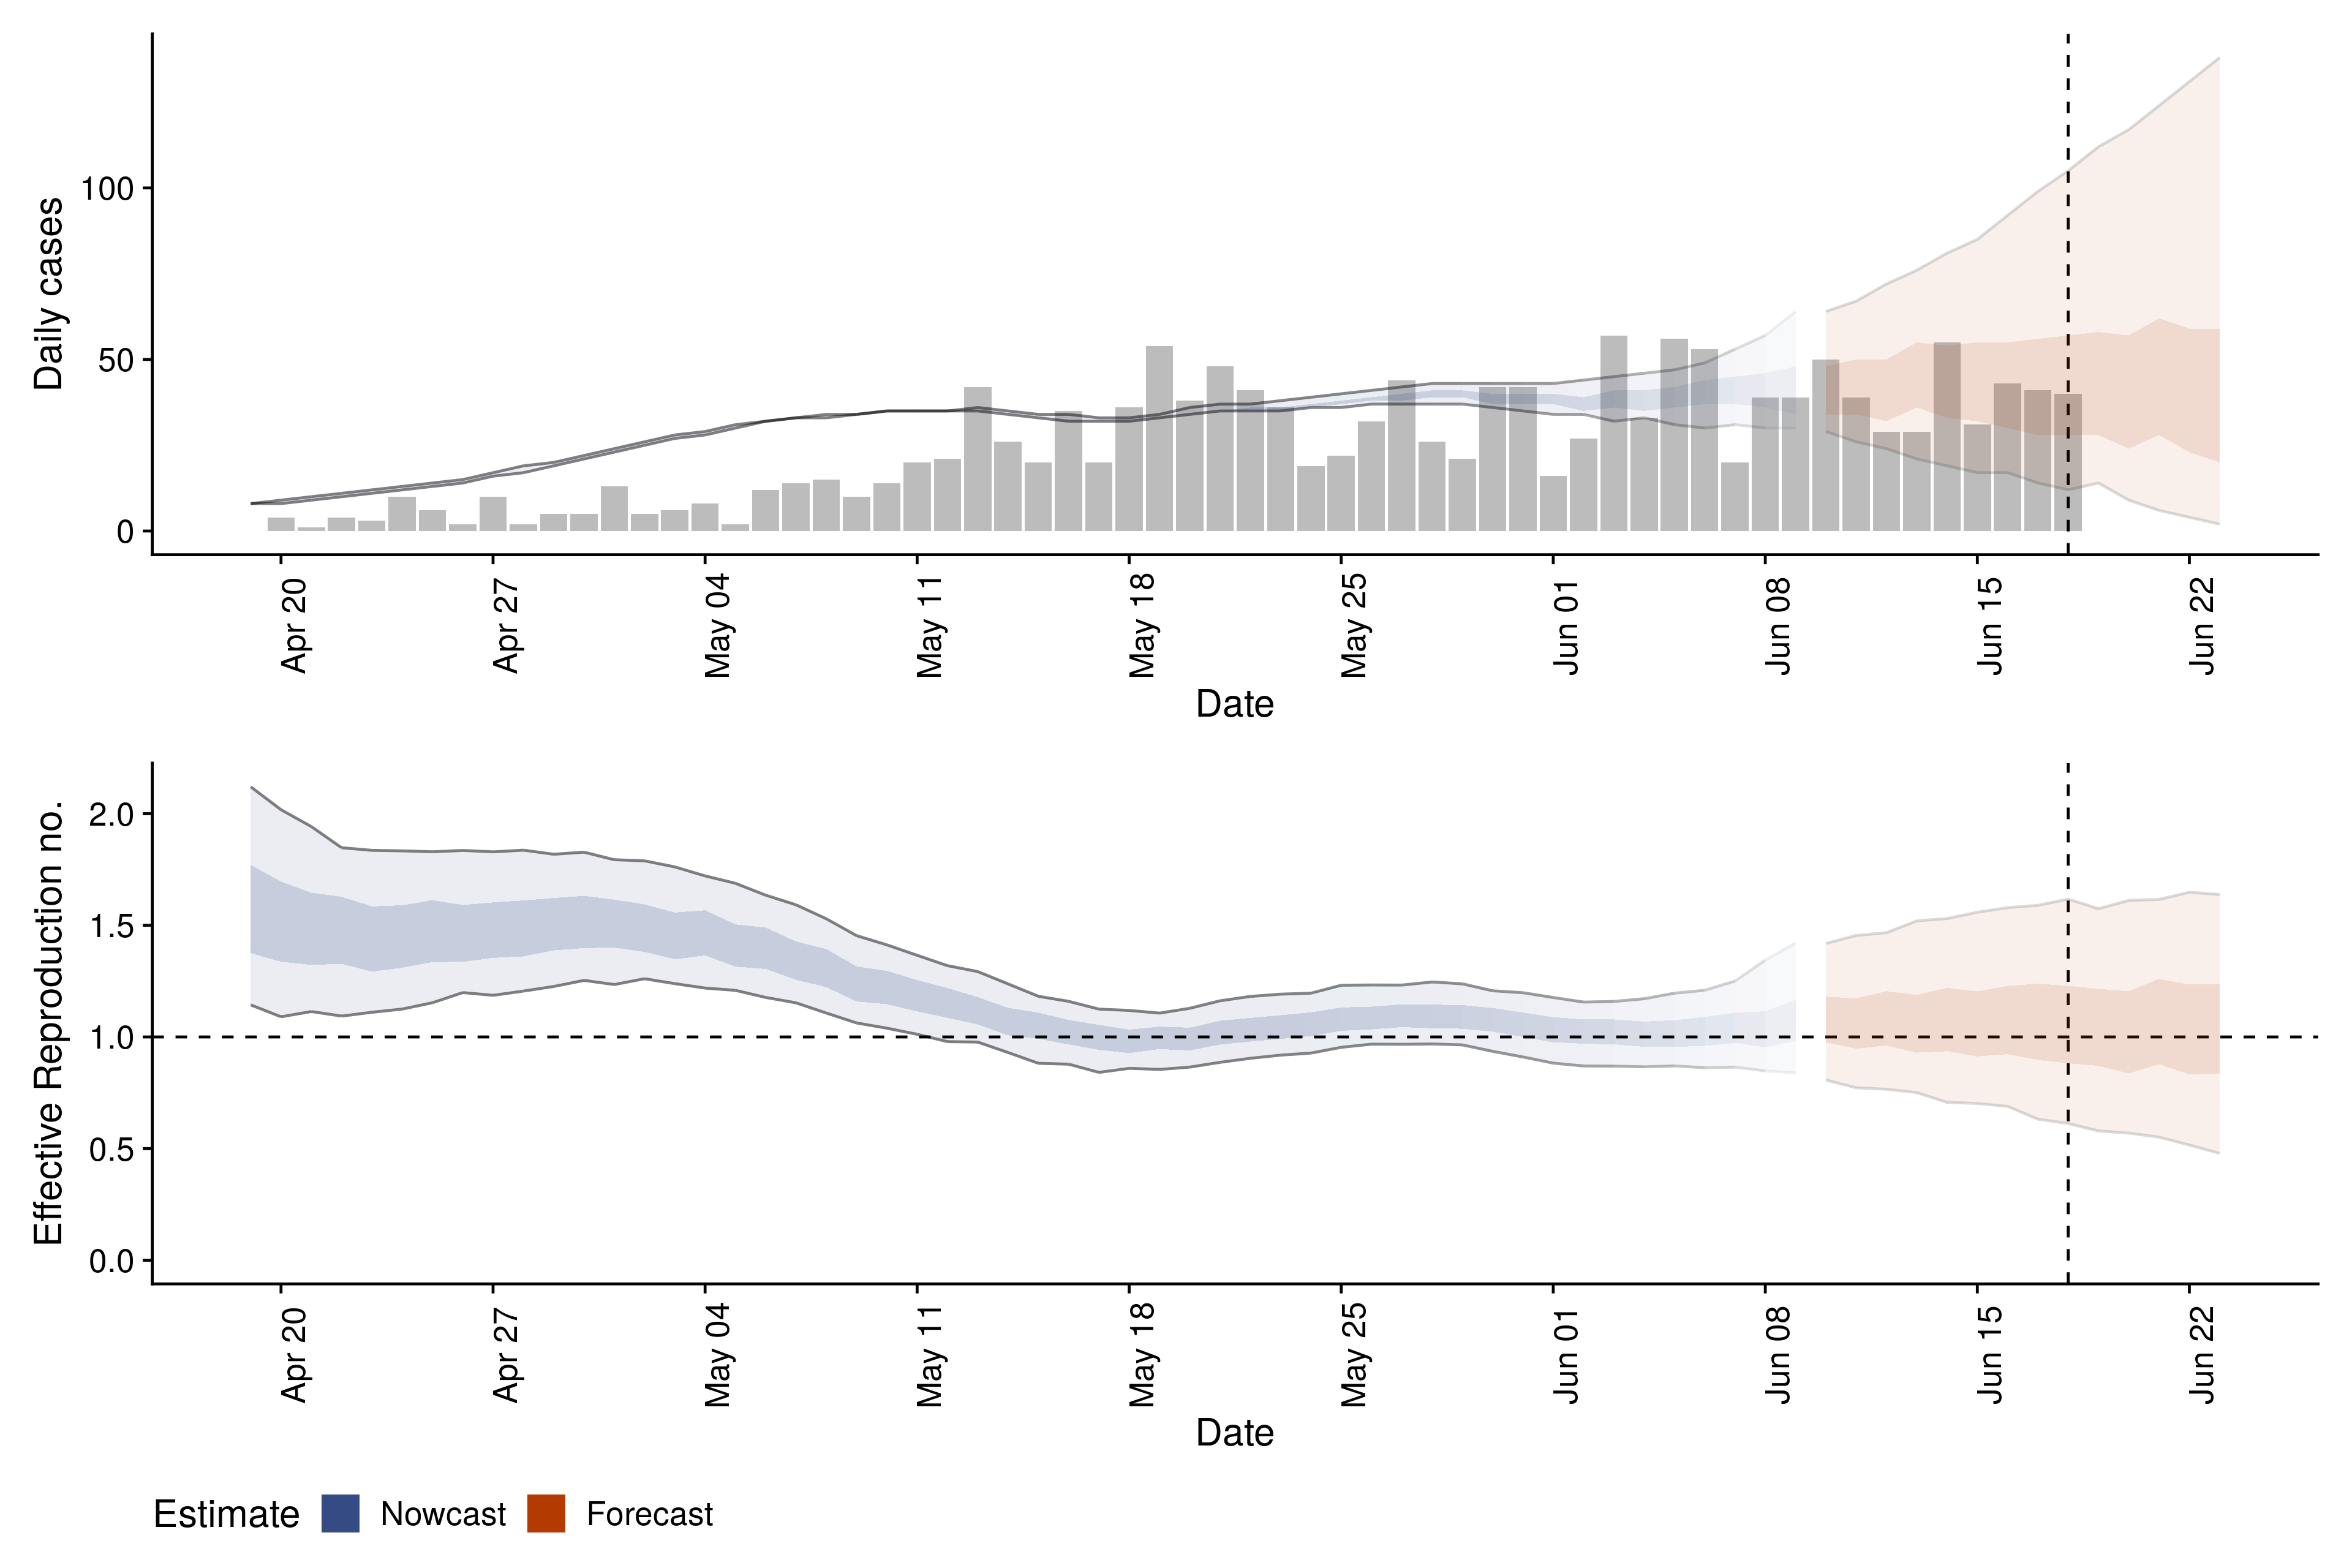 Daily cases
100
50
0
Apr 20
Apr 27
May 04
May 11
May 18
May 25
Jun 01
Jun 08
Jun 15
Jun 22
Date
Effective Reproduction no.
2.0
1.5
1.0
0.5
0.0
Apr 20
Apr 27
May 04
May 11
May 18
May 25
Jun 01
Jun 08
Jun 15
Jun 22
Date
Estimate Nowcast Forecast